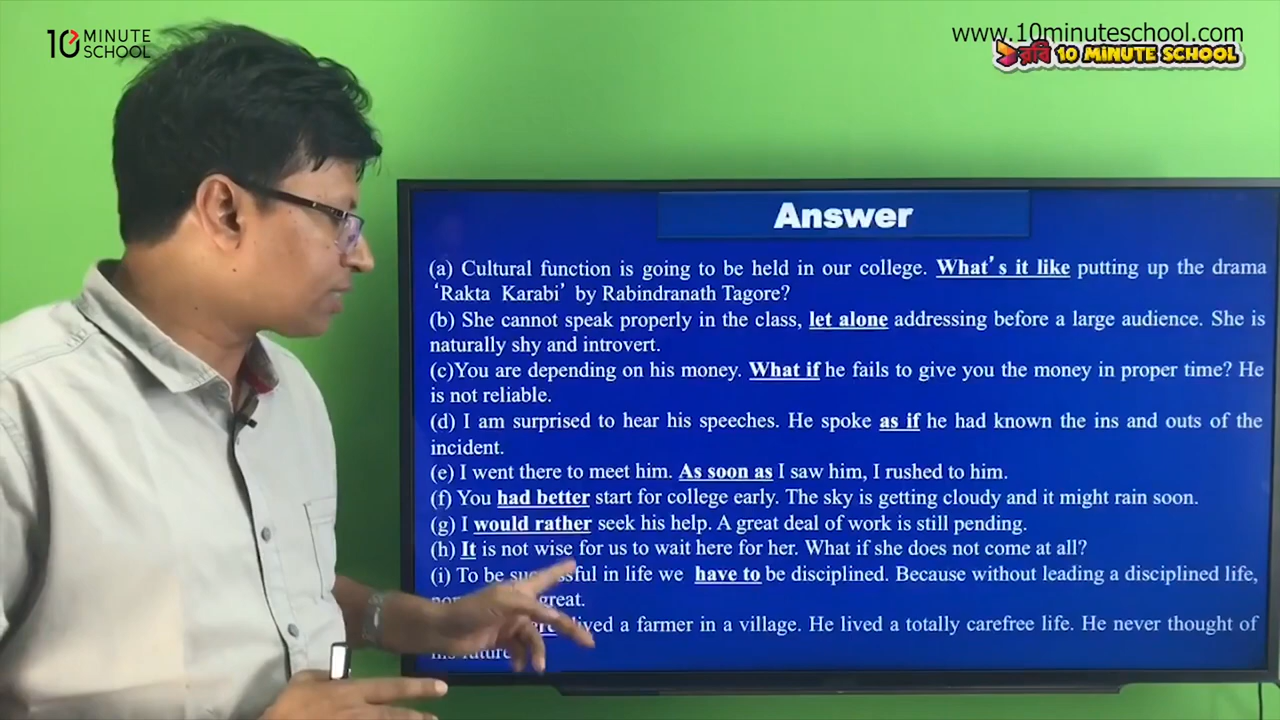 10 MINUTE SCHOOL
www.10minuteschool.com
রবি 10 MINUTE SCHOOL
Answer
(a) Cultural function is going to be held in our college. What's it like putting up the drama
‘Rakta Karabi’ by Rabindranath Tagore?
(b) She cannot speak properly in the class, let alone addressing before a large audience. She is
naturally shy and introvert.
(c)You are depending on his money. What if he fails to give you the money in proper time? He
is not reliable.
(d) I am surprised to hear his speeches. He spoke as if he had known the ins and outs of the
incident.
(e) I went there to meet him. As soon as I saw him, I rushed to him.
(f) You had better start for college early. The sky is getting cloudy and it might rain soon.
(g) I would rather seek his help. A great deal of work is still pending.
(h) It is not wise for us to wait here for her. What if she does not come at all?
(i) To be successful in life we have to be disciplined. Because without leading a disciplined life,
great.
lived a farmer in a village. He lived a totally carefree life. He never thought of
his future